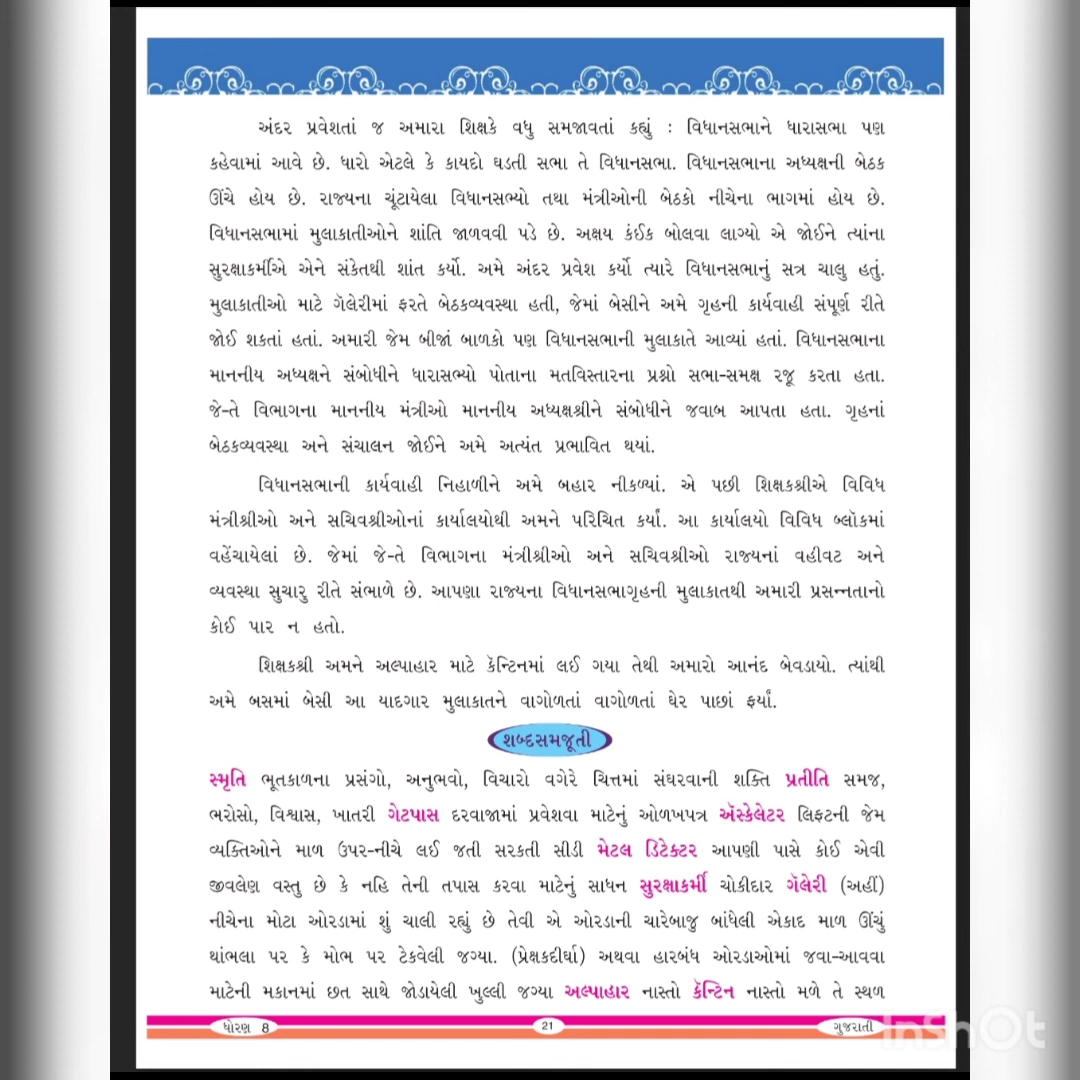 અંદર પ્રવેશતાં જ અમારા શિક્ષકે વધુ સમજાવતાં કહ્યું : વિધાનસભાને ધારાસભા પણ
કહેવામાં આવે છે. ધારો એટલે કે કાયદો ઘડતી સભા તે વિધાનસભા. વિધાનસભાના અધ્યક્ષની બેઠક
ઊંચે હોય છે. રાજ્યના ચૂંટાયેલા વિધાનસભ્યો તથા મંત્રીઓની બેઠકો નીચેના ભાગમાં હોય છે.
વિધાનસભામાં મુલાકાતીઓને શાંતિ જાળવવી પડે છે. અક્ષય કંઈક બોલવા લાગ્યો એ જોઈને ત્યાંના
સુરક્ષાકર્મીએ એને સંકેતથી શાંત કર્યો. અમે અંદર પ્રવેશ કર્યો ત્યારે વિધાનસભાનું સત્ર ચાલુ હતું.
મુલાકાતીઓ માટે ગૅલેરીમાં ફરતે બેઠકવ્યવસ્થા હતી, જેમાં બેસીને અમે ગૃહની કાર્યવાહી સંપૂર્ણ રીતે
જોઈ શકતાં હતાં. અમારી જેમ બીજાં બાળકો પણ વિધાનસભાની મુલાકાતે આવ્યાં હતાં. વિધાનસભાના
માનનીય અધ્યક્ષને સંબોધીને ધારાસભ્યો પોતાના મતવિસ્તારના પ્રશ્નો સભા-સમક્ષ રજૂ કરતા હતા.
જે-તે વિભાગના માનનીય મંત્રીઓ માનનીય અધ્યક્ષશ્રીને સંબોધીને જવાબ આપતા હતા. ગૃહનાં
બેઠકવ્યવસ્થા અને સંચાલન જોઈને અમે અત્યંત પ્રભાવિત થયાં.
વિધાનસભાની કાર્યવાહી નિહાળીને અમે બહાર નીકળ્યાં. એ પછી શિક્ષકશ્રીએ વિવિધ
મંત્રીશ્રીઓ અને સચિવશ્રીઓનાં કાર્યાલયોથી અમને પરિચિત કર્યાં. આ કાર્યાલયો વિવિધ બ્લૉકમાં
વહેંચાયેલાં છે. જેમાં જે-તે વિભાગના મંત્રીશ્રીઓ અને સચિવશ્રીઓ રાજ્યનાં વહીવટ અને
વ્યવસ્થા સુચારુ રીતે સંભાળે છે. આપણા રાજ્યના વિધાનસભાગૃહની મુલાકાતથી અમારી પ્રસન્નતાનો
કોઈ પાર ન હતો.
શિક્ષકશ્રી અમને અલ્પાહાર માટે કૅન્ટિનમાં લઈ ગયા તેથી અમારો આનંદ બેવડાયો. ત્યાંથી
અમે બસમાં બેસી આ યાદગાર મુલાકાતને વાગોળતાં વાગોળતાં ઘેર પાછાં ફર્યાં.
શબ્દસમજૂતી
સ્મૃતિ ભૂતકાળના પ્રસંગો, અનુભવો, વિચારો વગેરે ચિત્તમાં સંઘરવાની શક્તિ પ્રતીતિ સમજ,
ભરોસો, વિશ્વાસ, ખાતરી ગેટપાસ દરવાજામાં પ્રવેશવા માટેનું ઓળખપત્ર ઍસ્કેલેટર લિફટની જેમ
વ્યક્તિઓને માળ ઉપર-નીચે લઈ જતી સરકતી સીડી મેટલ ડિટેક્ટર આપણી પાસે કોઈ એવી
જીવલેણ વસ્તુ છે કે નહિ તેની તપાસ કરવા માટેનું સાધન સુરક્ષાકર્મી ચોકીદાર ગૅલેરી (અહીં)
નીચેના મોટા ઓરડામાં શું ચાલી રહ્યું છે તેવી એ ઓરડાની ચારેબાજુ બાંધેલી એકાદ માળ ઊંચું
થાંભલા પર કે મોભ પર ટેકવેલી જગ્યા. (પ્રેક્ષકદીર્ઘા) અથવા હારબંધ ઓરડાઓમાં જવા-આવવા
માટેની મકાનમાં છત સાથે જોડાયેલી ખુલ્લી જગ્યા અલ્પાહાર નાસ્તો કૅન્ટિન નાસ્તો મળે તે સ્થળ
ધોરણ 8
21
ગુજરાતી
InShOt